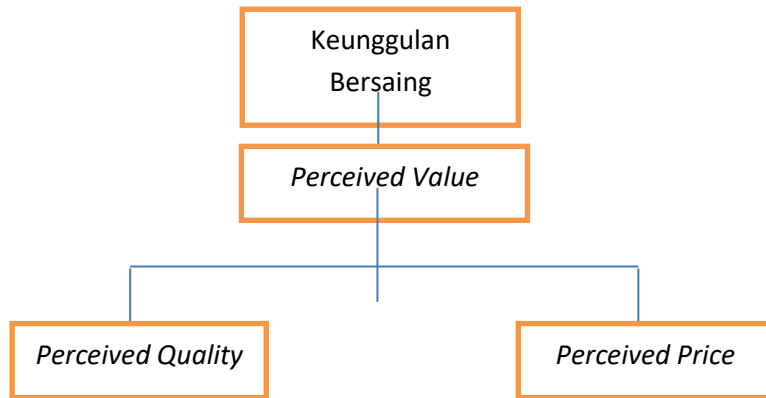 Keunggulan
Bersaing
Perceived Value
Perceived Quality
Perceived Price